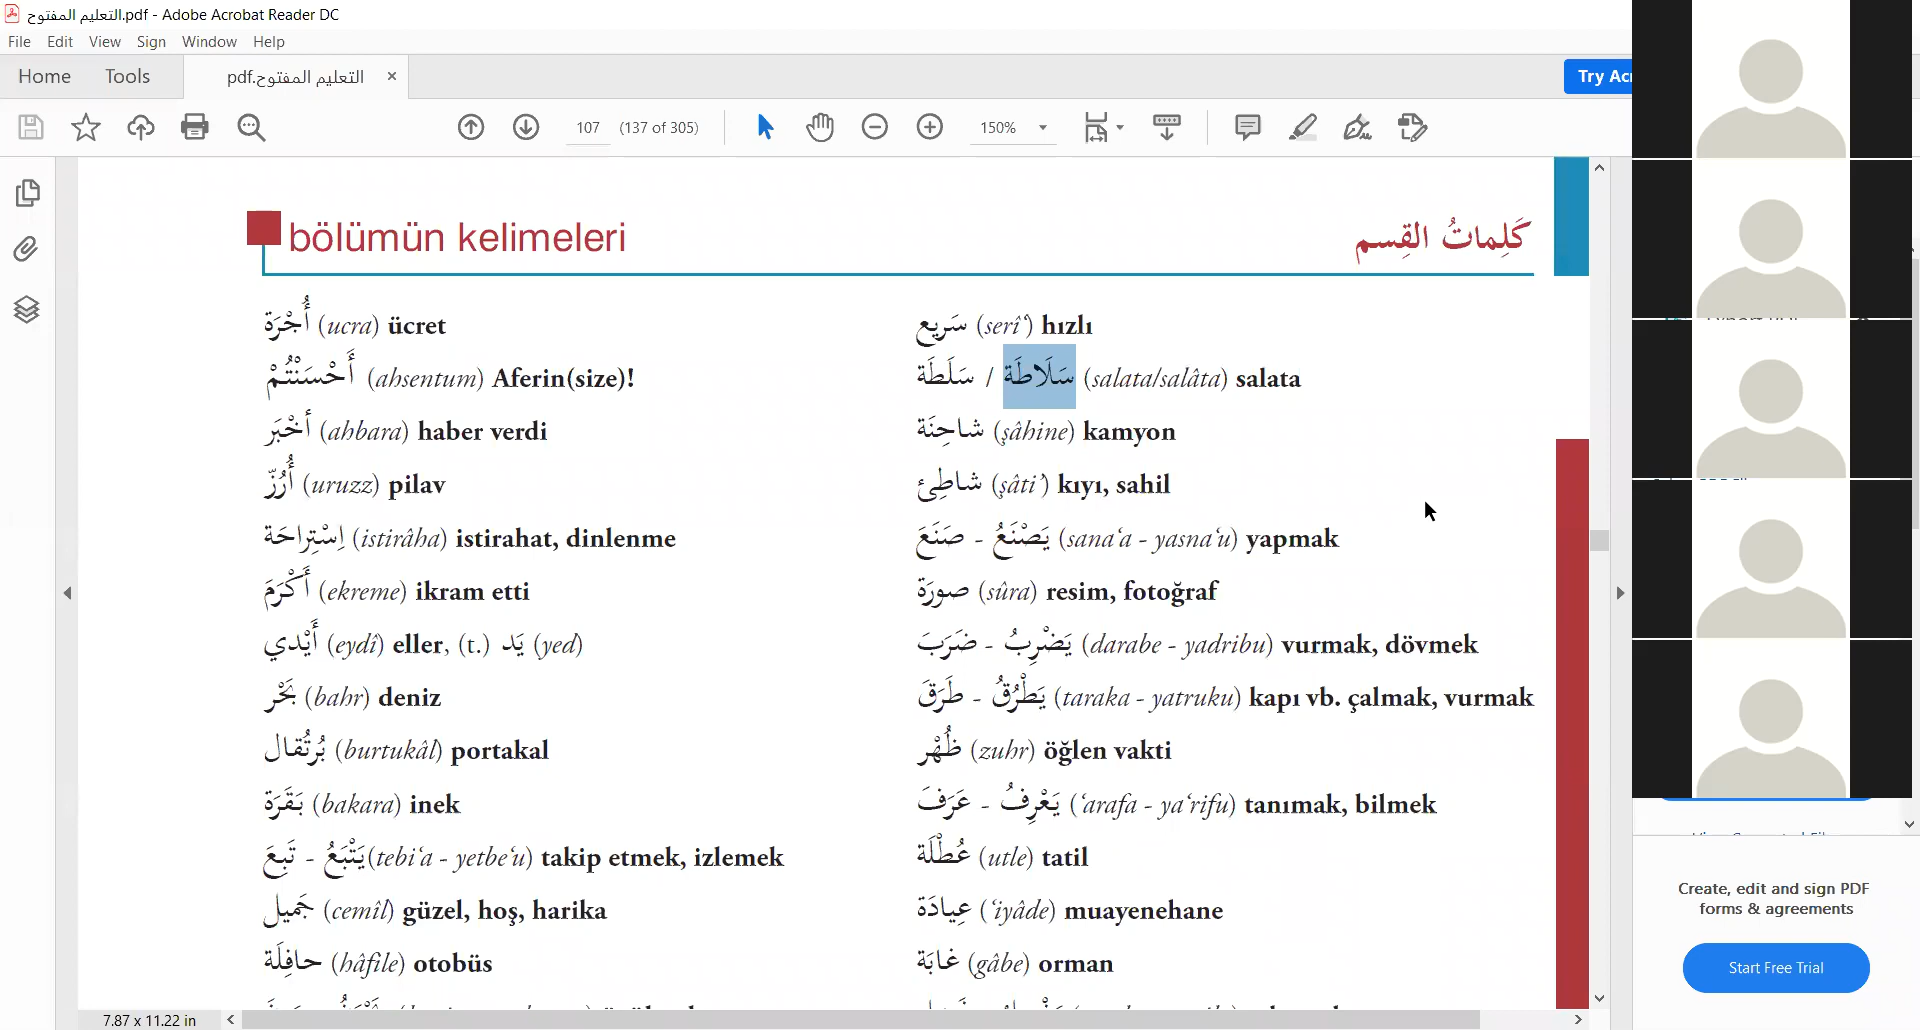 التعليم المفتوح.pdf - Adobe Acrobat Reader DC
File Edit View Sign Window Help
Home Tools التعليم المفتوح.pdf × Try Acr
107 (137 of 305) 150%
bölümün kelimeleri كَلِماتُ القِسم
أُجْرَة (ucra) ücret
أَحْسَنْتُمْ (ahsentum) Aferin(size)!
أخْبَر (ahbara) haber verdi
أُرُزّ (uruzz) pilav
اِسْتِراحَة (istirâha) istirahat, dinlenme
أَكْرَمَ (ekreme) ikram etti
أَيْدي (eydî) eller, (t.) يَد (yed)
بَحْر (bahr) deniz
بُرتُقال (burtukâl) portakal
بَقَرَة (bakara) inek
تَبِعَ - يَتْبَعُ (tebi‘a - yetbe‘u) takip etmek, izlemek
جَميل (cemîl) güzel, hoş, harika
حافِلَة (hâfile) otobüs
سَريع (serî‘) hızlı
سَلَطَة / سَلَاطَة (salata/salâta) salata
شاحِنَة (şâhine) kamyon
شاطِئ (şâti’) kıyı, sahil
صَنَعَ - يَصْنَعُ (sana‘a - yasna‘u) yapmak
صورَة (sûra) resim, fotoğraf
ضَرَبَ - يَضْرِبُ (darabe - yadribu) vurmak, dövmek
طَرَقَ - يَطْرُقُ (taraka - yatruku) kapı vb. çalmak, vurmak
ظُهْر (zuhr) öğlen vakti
عَرَفَ - يَعْرِفُ (‘arafa - ya‘rifu) tanımak, bilmek
عُطْلَة (utle) tatil
عِيادَة (‘iyâde) muayenehane
غابَة (gâbe) orman
Create, edit and sign PDF
forms & agreements
Start Free Trial
7.87 x 11.22 in